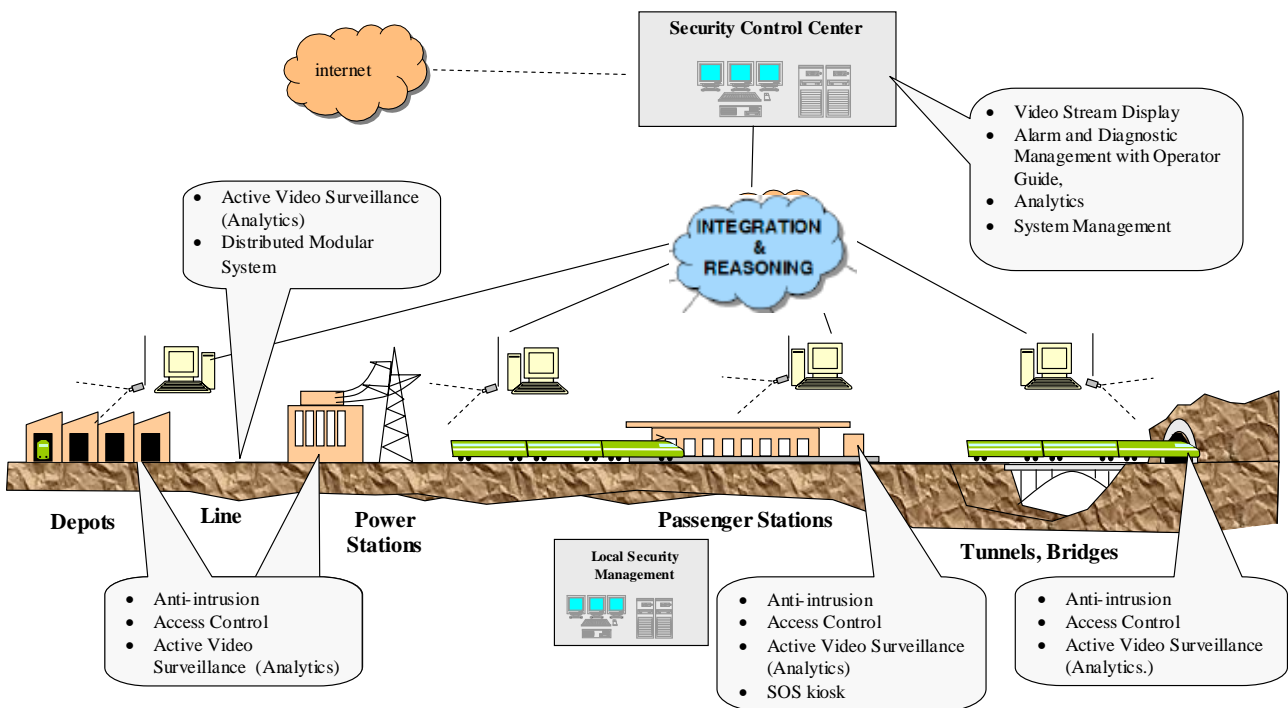 Security Control Center
internet
• Video Stream Display
• Alarm and Diagnostic
Management with Operator
Guide,
• Analytics
• System Management
• Active Video Surveillance
(Analytics)
• Distributed Modular
System
INTEGRATION
&
REASONING
Depots
Line
Power
Stations
Passenger Stations
Tunnels, Bridges
Local Security
Management
• Anti-intrusion
• Access Control
• Active Video
Surveillance (Analytics)
• Anti-intrusion
• Access Control
• Active Video Surveillance
(Analytics)
• SOS kiosk
• Anti-intrusion
• Access Control
• Active Video Surveillance
(Analytics.)